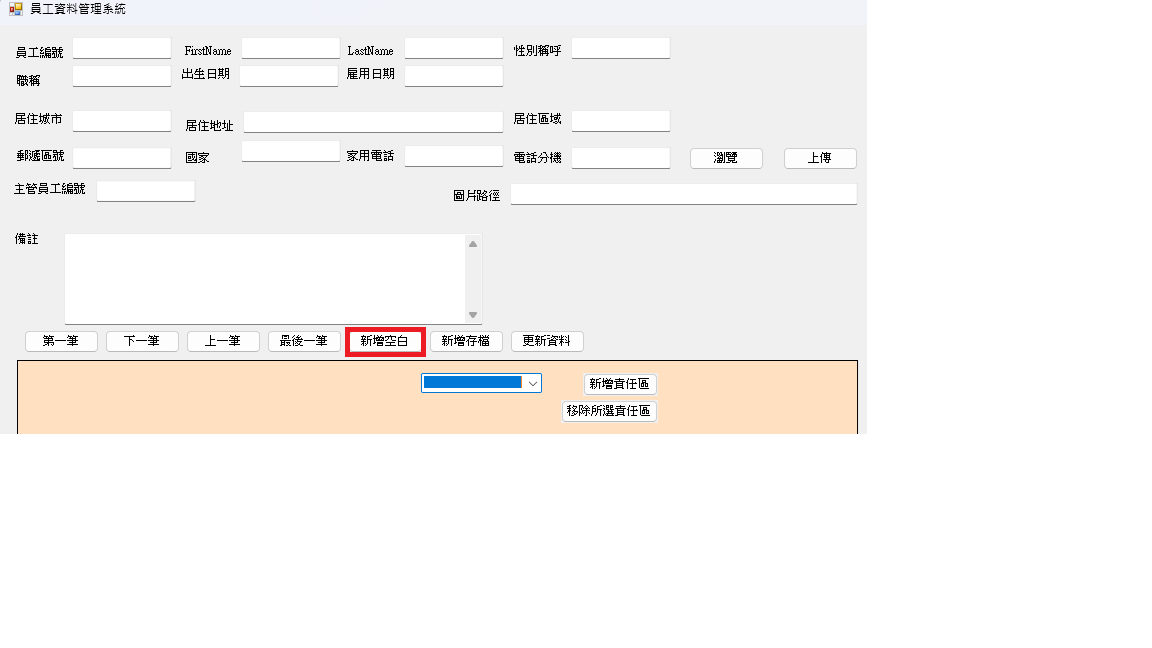 員工資料管理系統
員工編號 FirstName LastName 性別稱呼
職稱 出生日期 雇用日期
居住城市 居住地址 居住區域
郵遞區號 國家 家用電話 電話分機 瀏覽 上傳
主管員工編號 圖片路徑
備註
第一筆 下一筆 上一筆 最後一筆 新增空白 新增存檔 更新資料
新增責任區
移除所選責任區